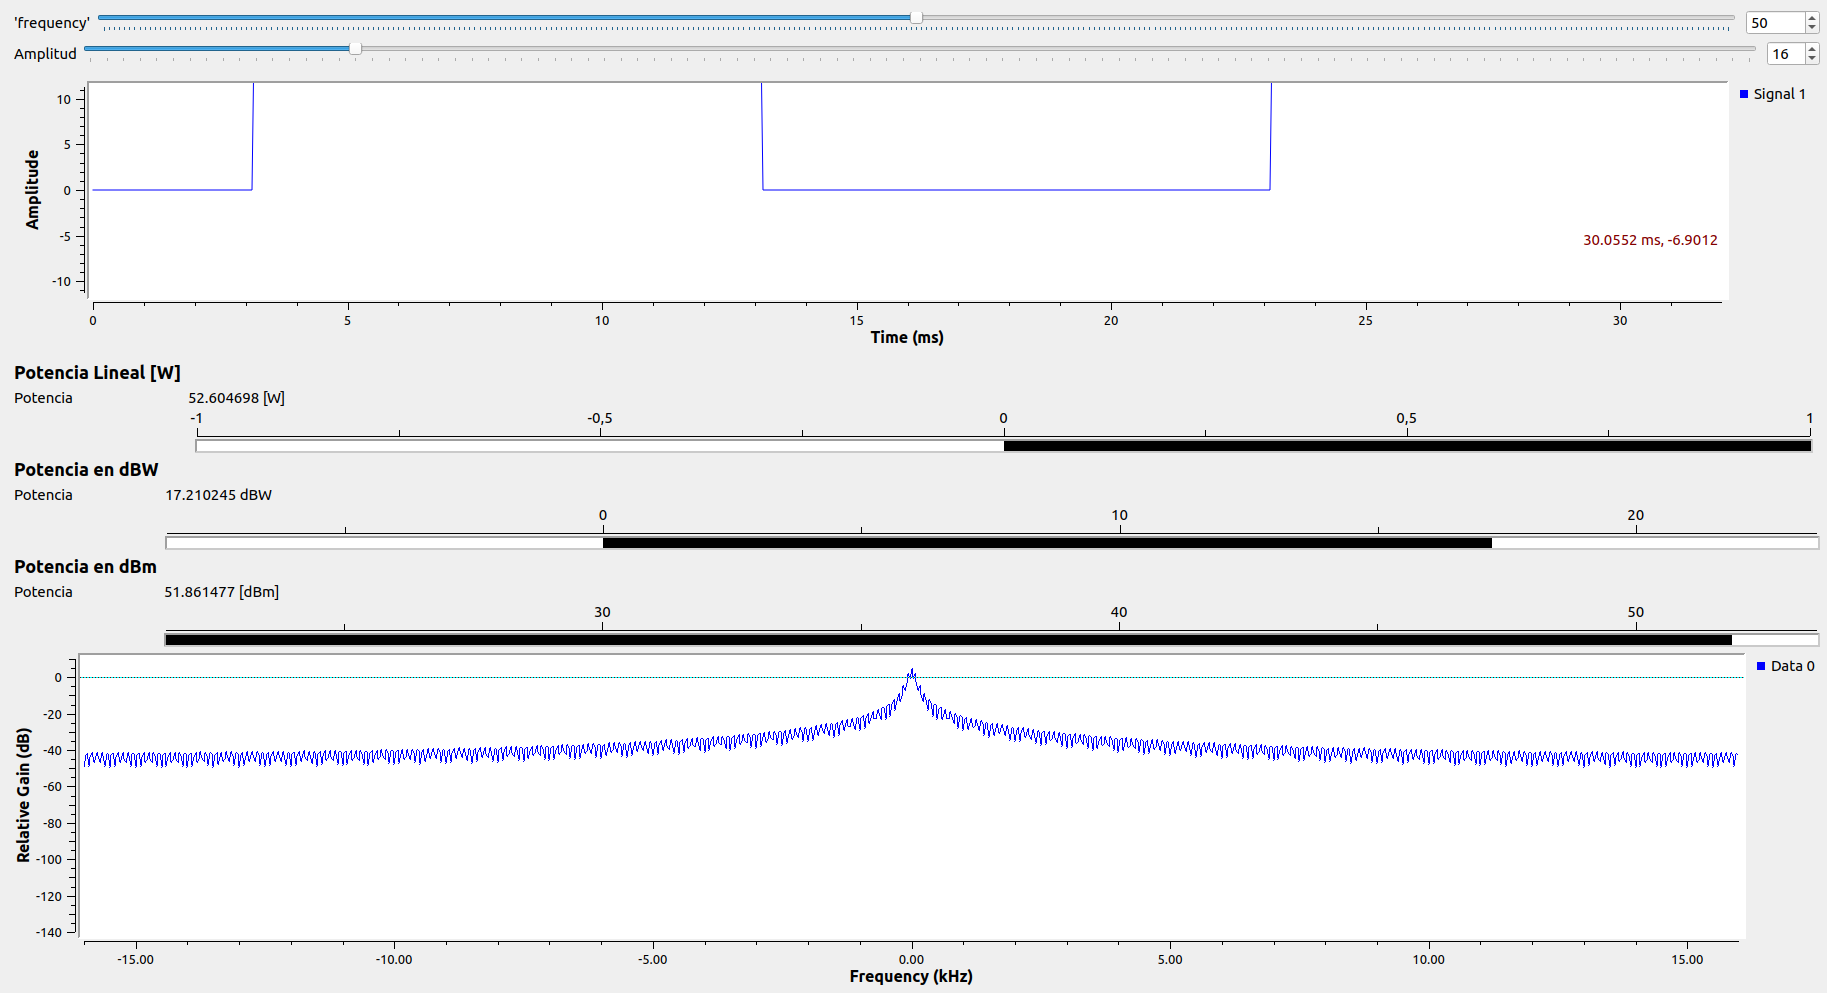 'frequency' 50
Amplitud 16
Signal 1
10
5
0
-5
-10
Amplitude
30.0552 ms, -6.9012
0 5 10 15 20 25 30
Time (ms)
Potencia Lineal [W]
Potencia 52.604698 [W]
-1 -0,5 0 0,5 1
Potencia en dBW
Potencia 17.210245 dBW
0 10 20
Potencia en dBm
Potencia 51.861477 [dBm]
30 40 50
Data 0
0
-20
-40
-60
-80
-100
-120
-140
Relative Gain (dB)
-15.00 -10.00 -5.00 0.00 5.00 10.00 15.00
Frequency (kHz)